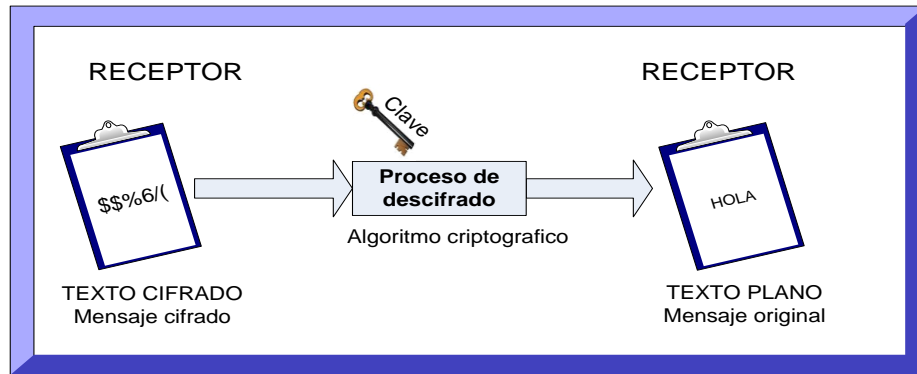 RECEPTOR
RECEPTOR
Clave
$$%6/(
Proceso de
descifrado
HOLA
Algoritmo criptografico
TEXTO CIFRADO
Mensaje cifrado
TEXTO PLANO
Mensaje original